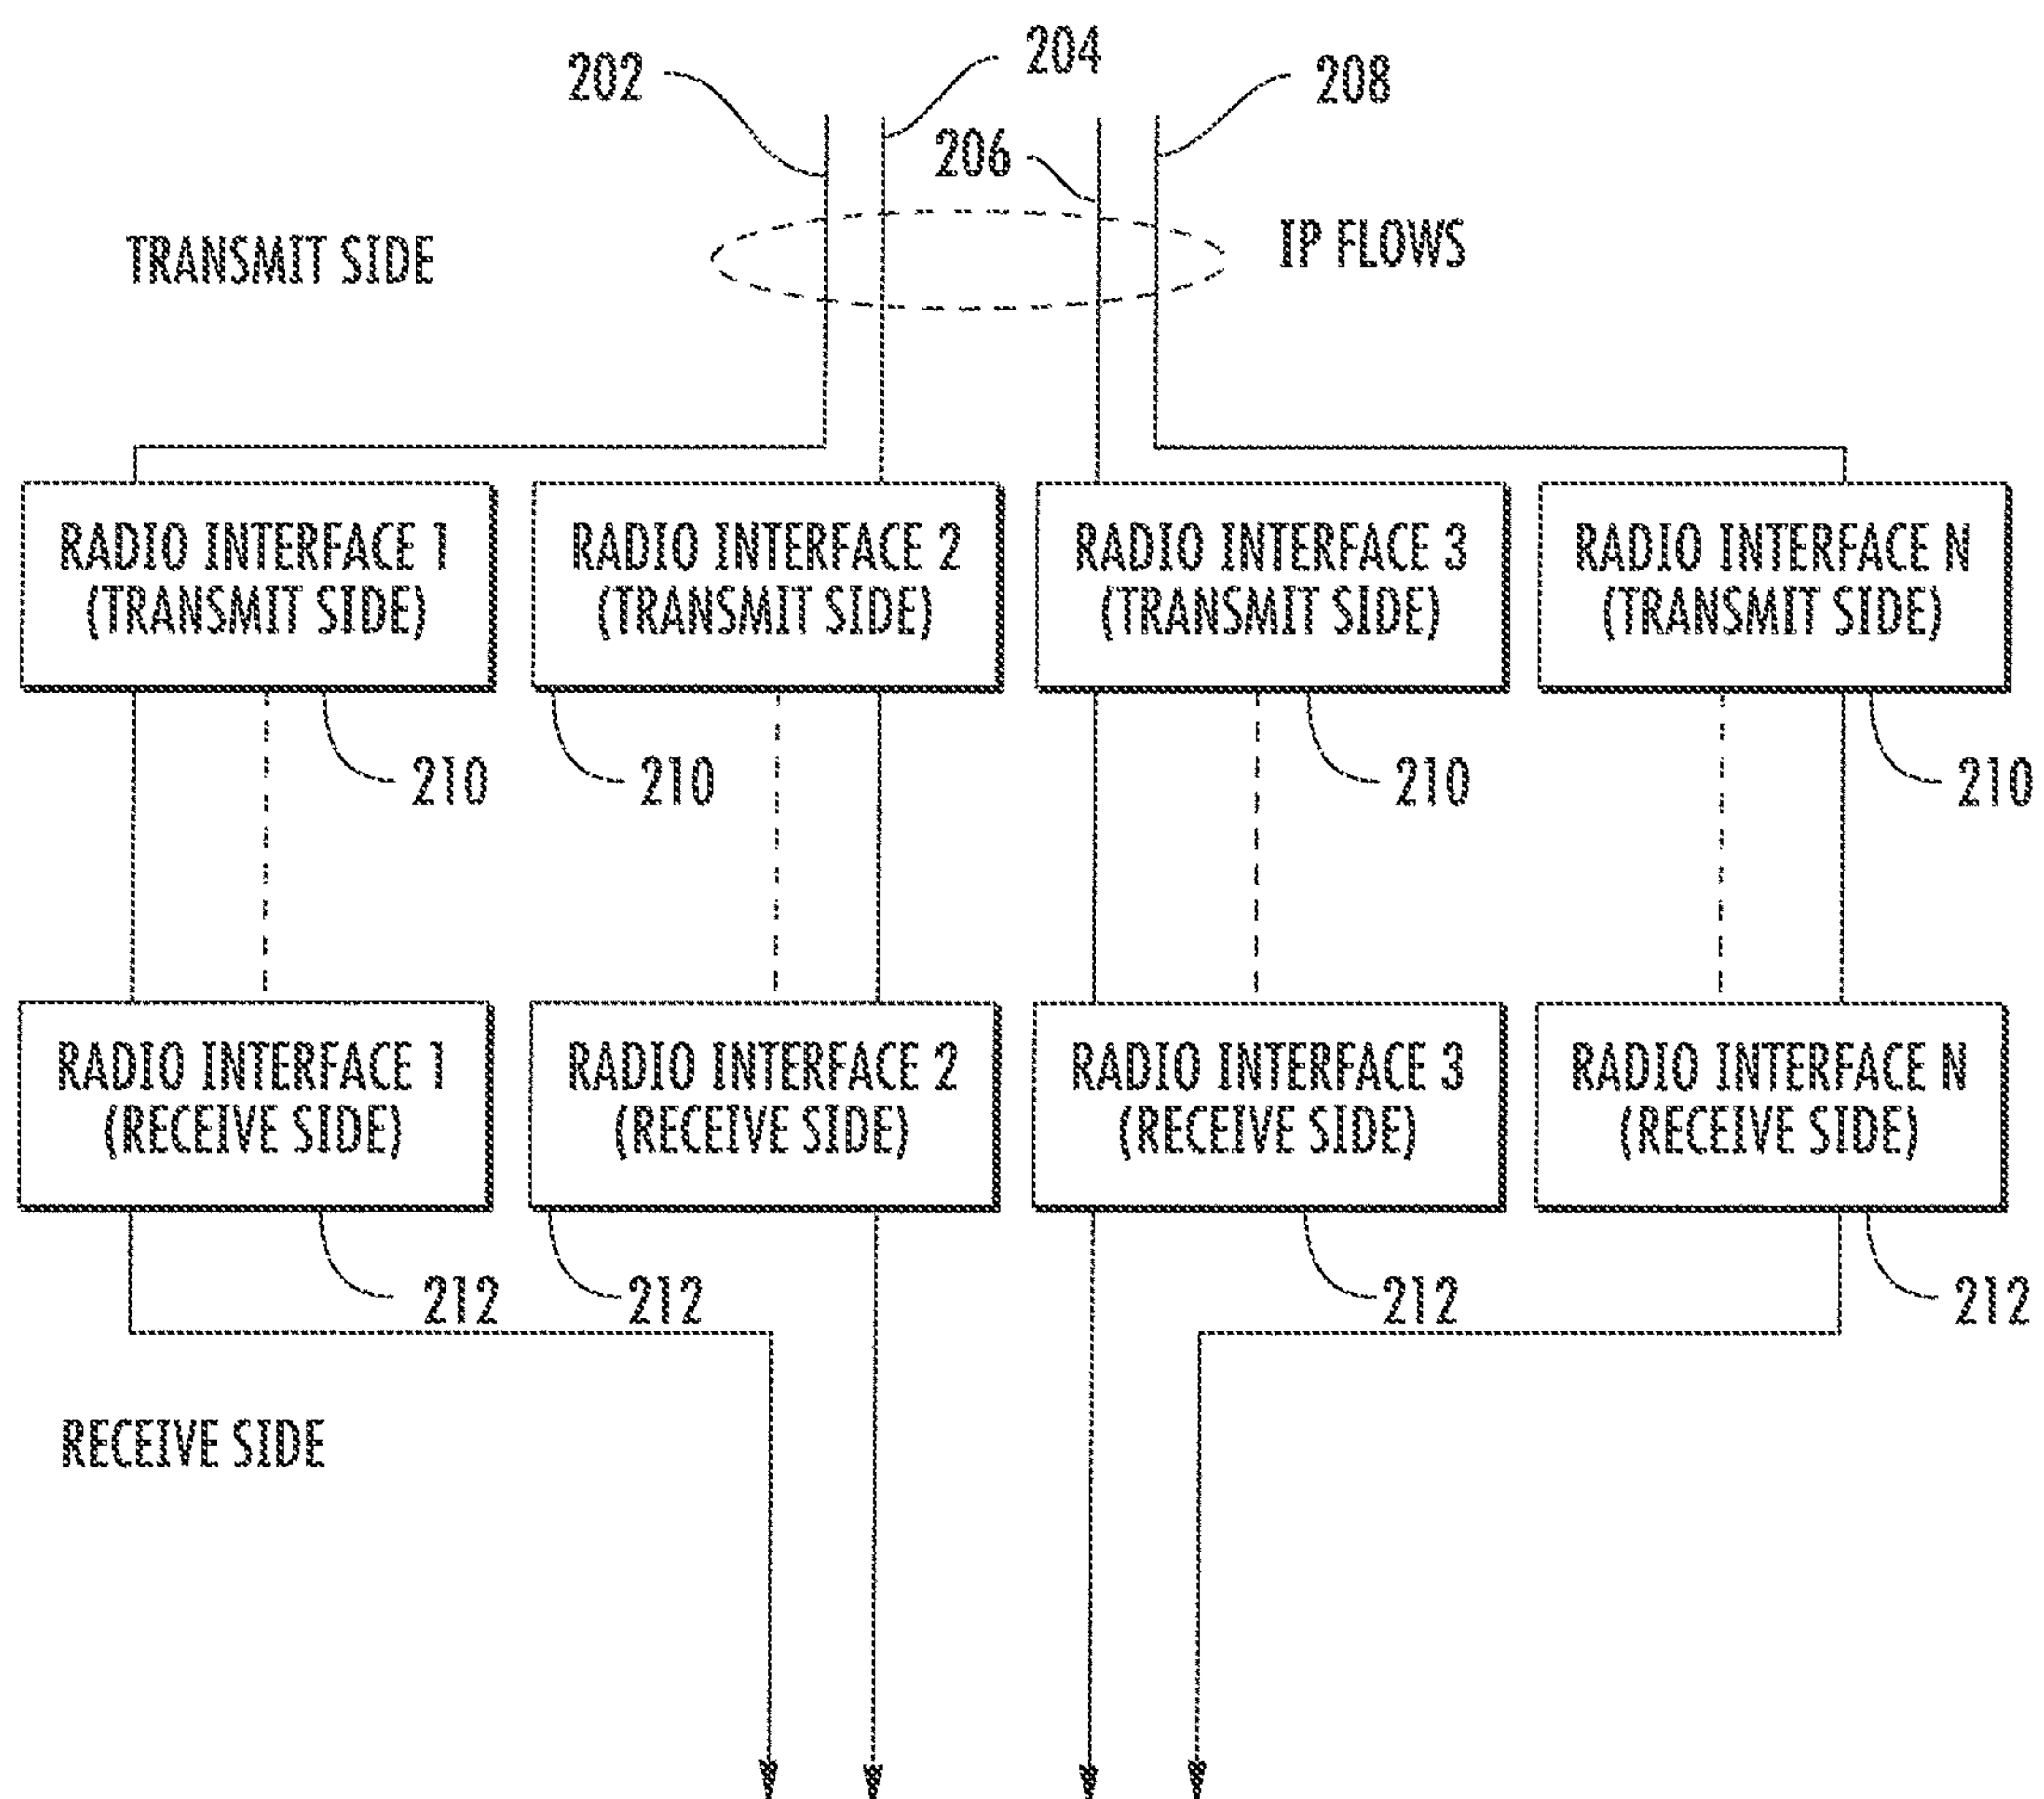 204
202
208
206
TRANSMIT SIDE
IP FLOWS
RADIO INTERFACE 1
(TRANSMIT SIDE)
RADIO INTERFACE 2
(TRANSMIT SIDE)
RADIO INTERFACE 3
(TRANSMIT SIDE)
RADIO INTERFACE N
(TRANSMIT SIDE)
210
210
210
210
RADIO INTERFACE 1
(RECEIVE SIDE)
RADIO INTERFACE 2
(RECEIVE SIDE)
RADIO INTERFACE 3
(RECEIVE SIDE)
RADIO INTERFACE N
(RECEIVE SIDE)
212
212
212
212
RECEIVE SIDE